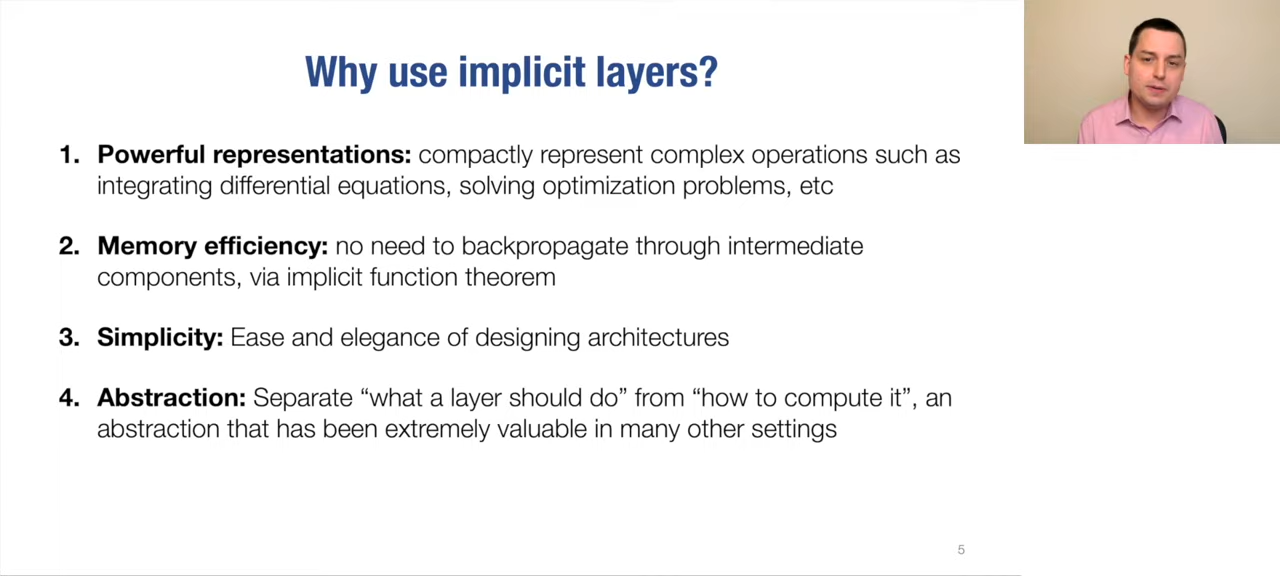 Why use implicit layers?
1. Powerful representations: compactly represent complex operations such as
integrating differential equations, solving optimization problems, etc
2. Memory efficiency: no need to backpropagate through intermediate
components, via implicit function theorem
3. Simplicity: Ease and elegance of designing architectures
4. Abstraction: Separate “what a layer should do” from “how to compute it”, an
abstraction that has been extremely valuable in many other settings
5